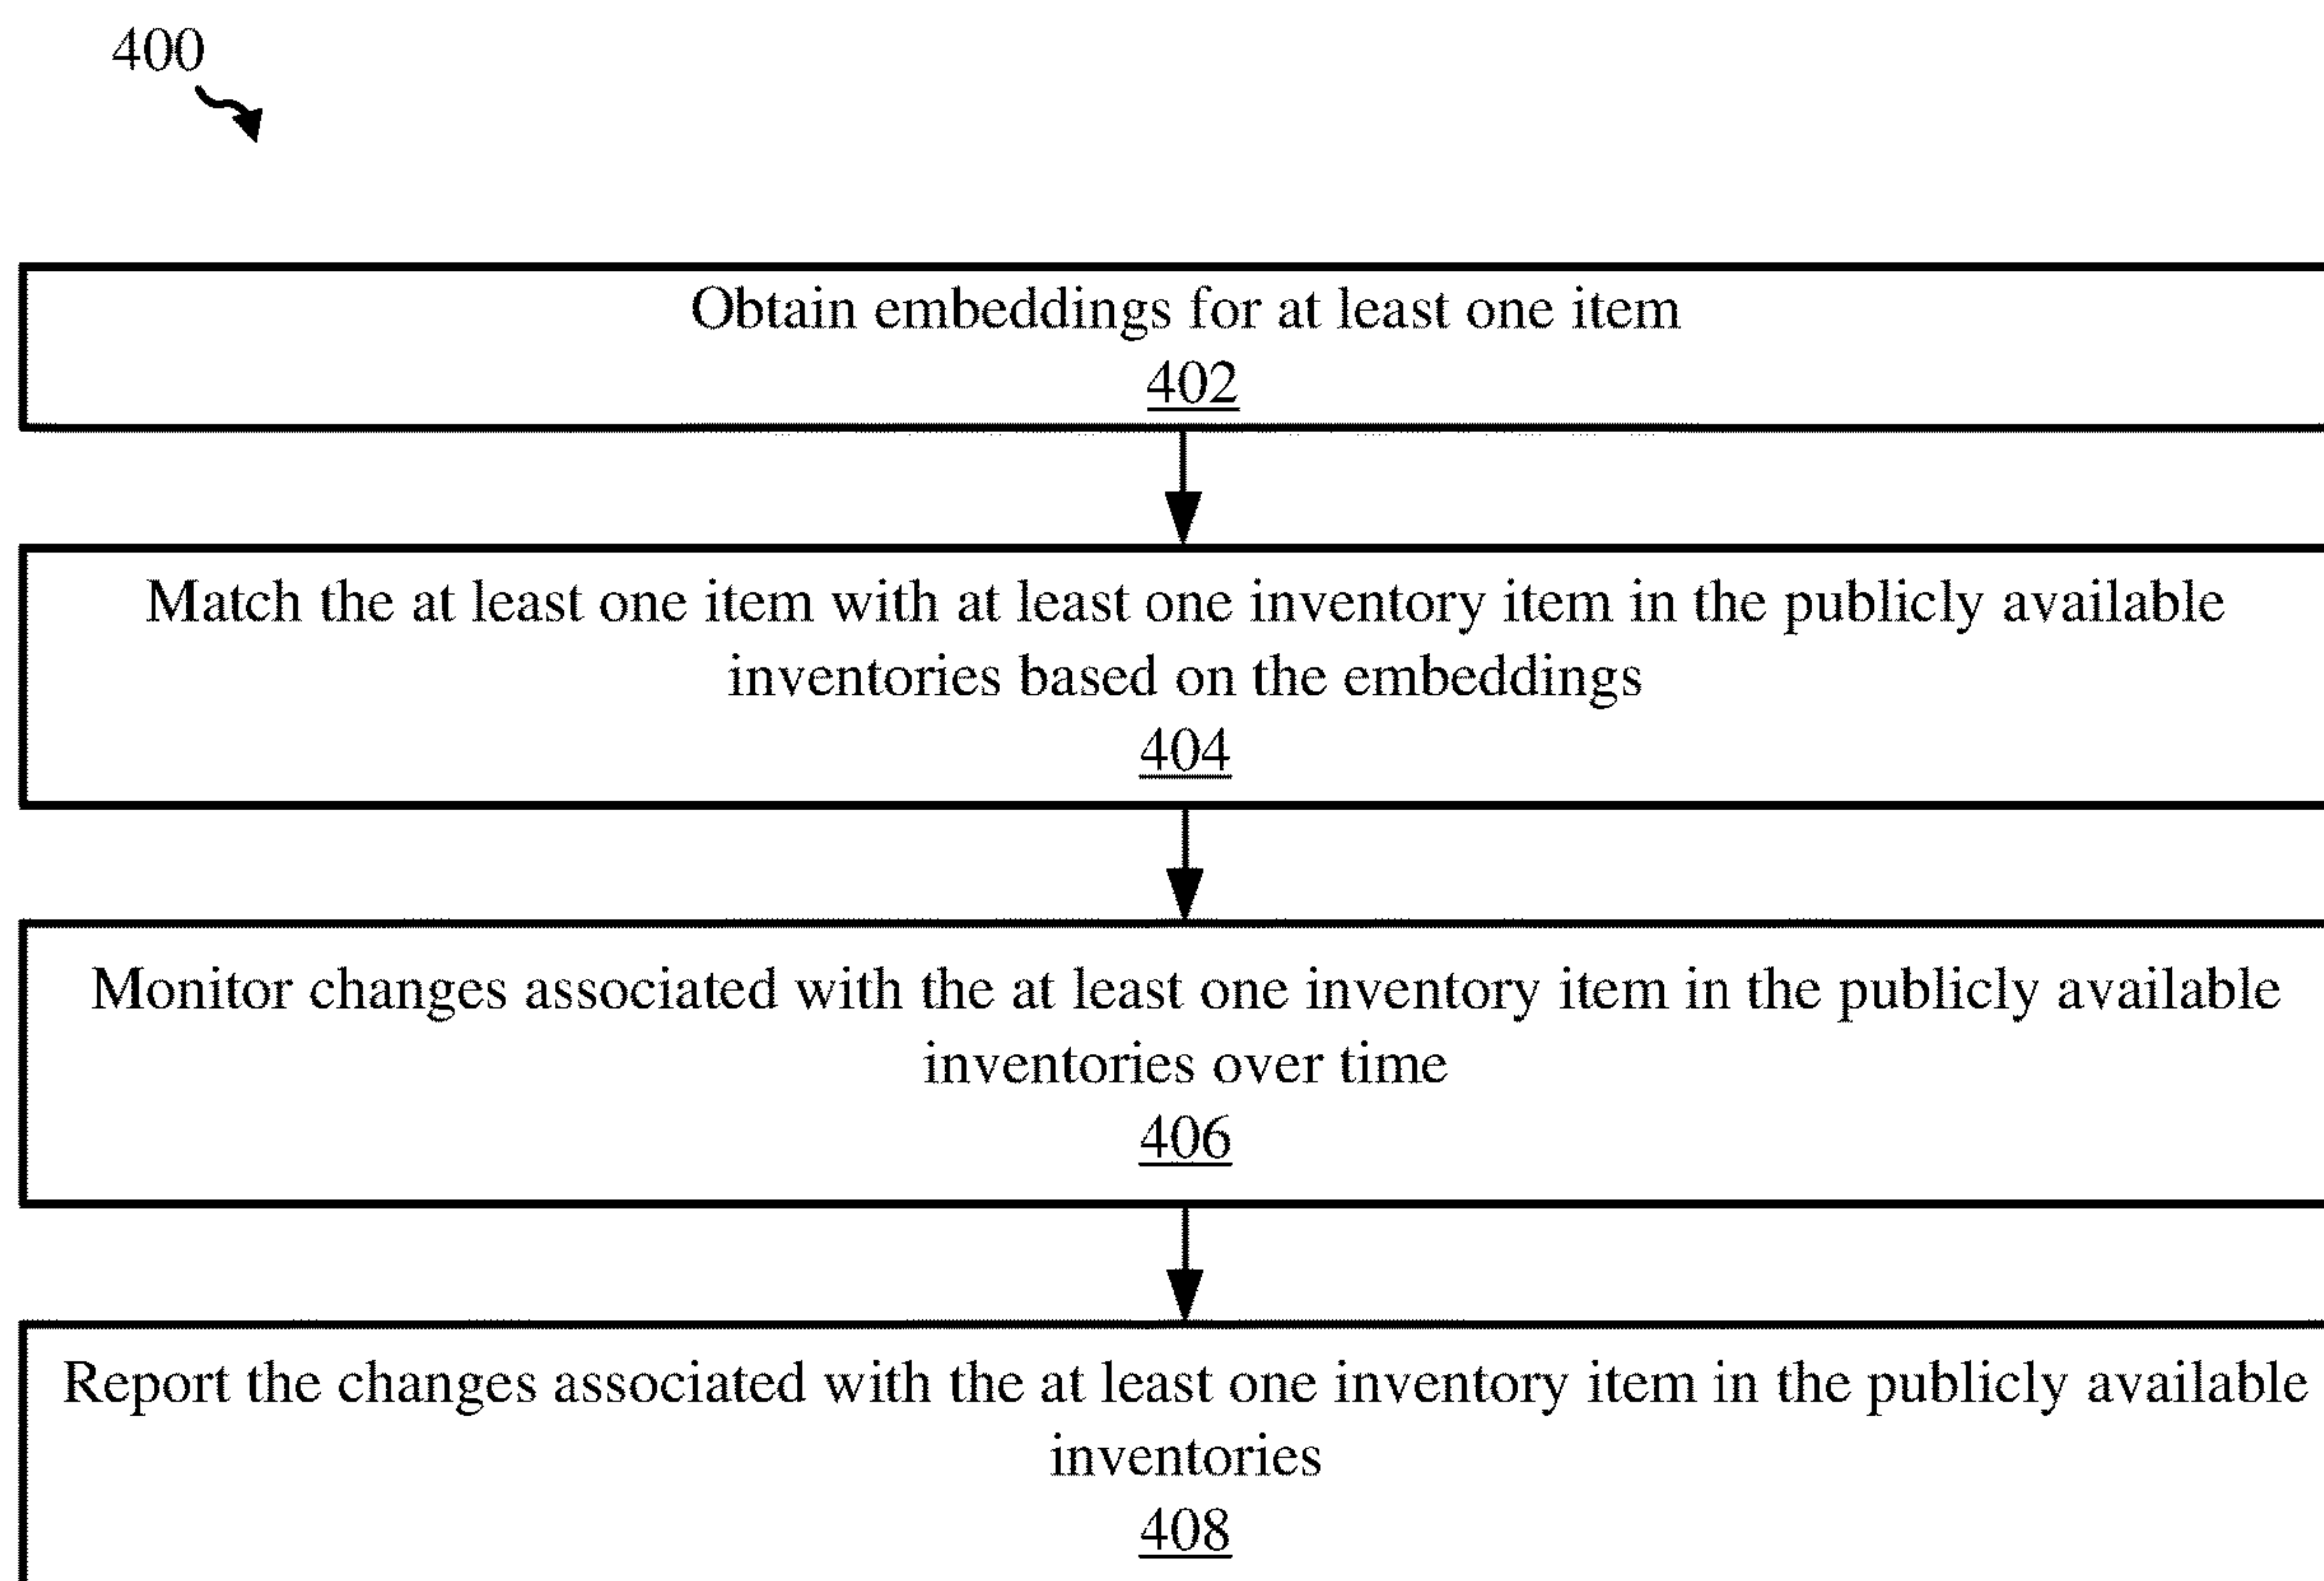 400
Obtain embeddings for at least one item
402
Match the at least one item with at least one inventory item in the publicly available
inventories based on the embeddings
404
Monitor changes associated with the at least one inventory item in the publicly available
inventories over time
406
Report the changes associated with the at least one inventory item in the publicly available
inventories
408